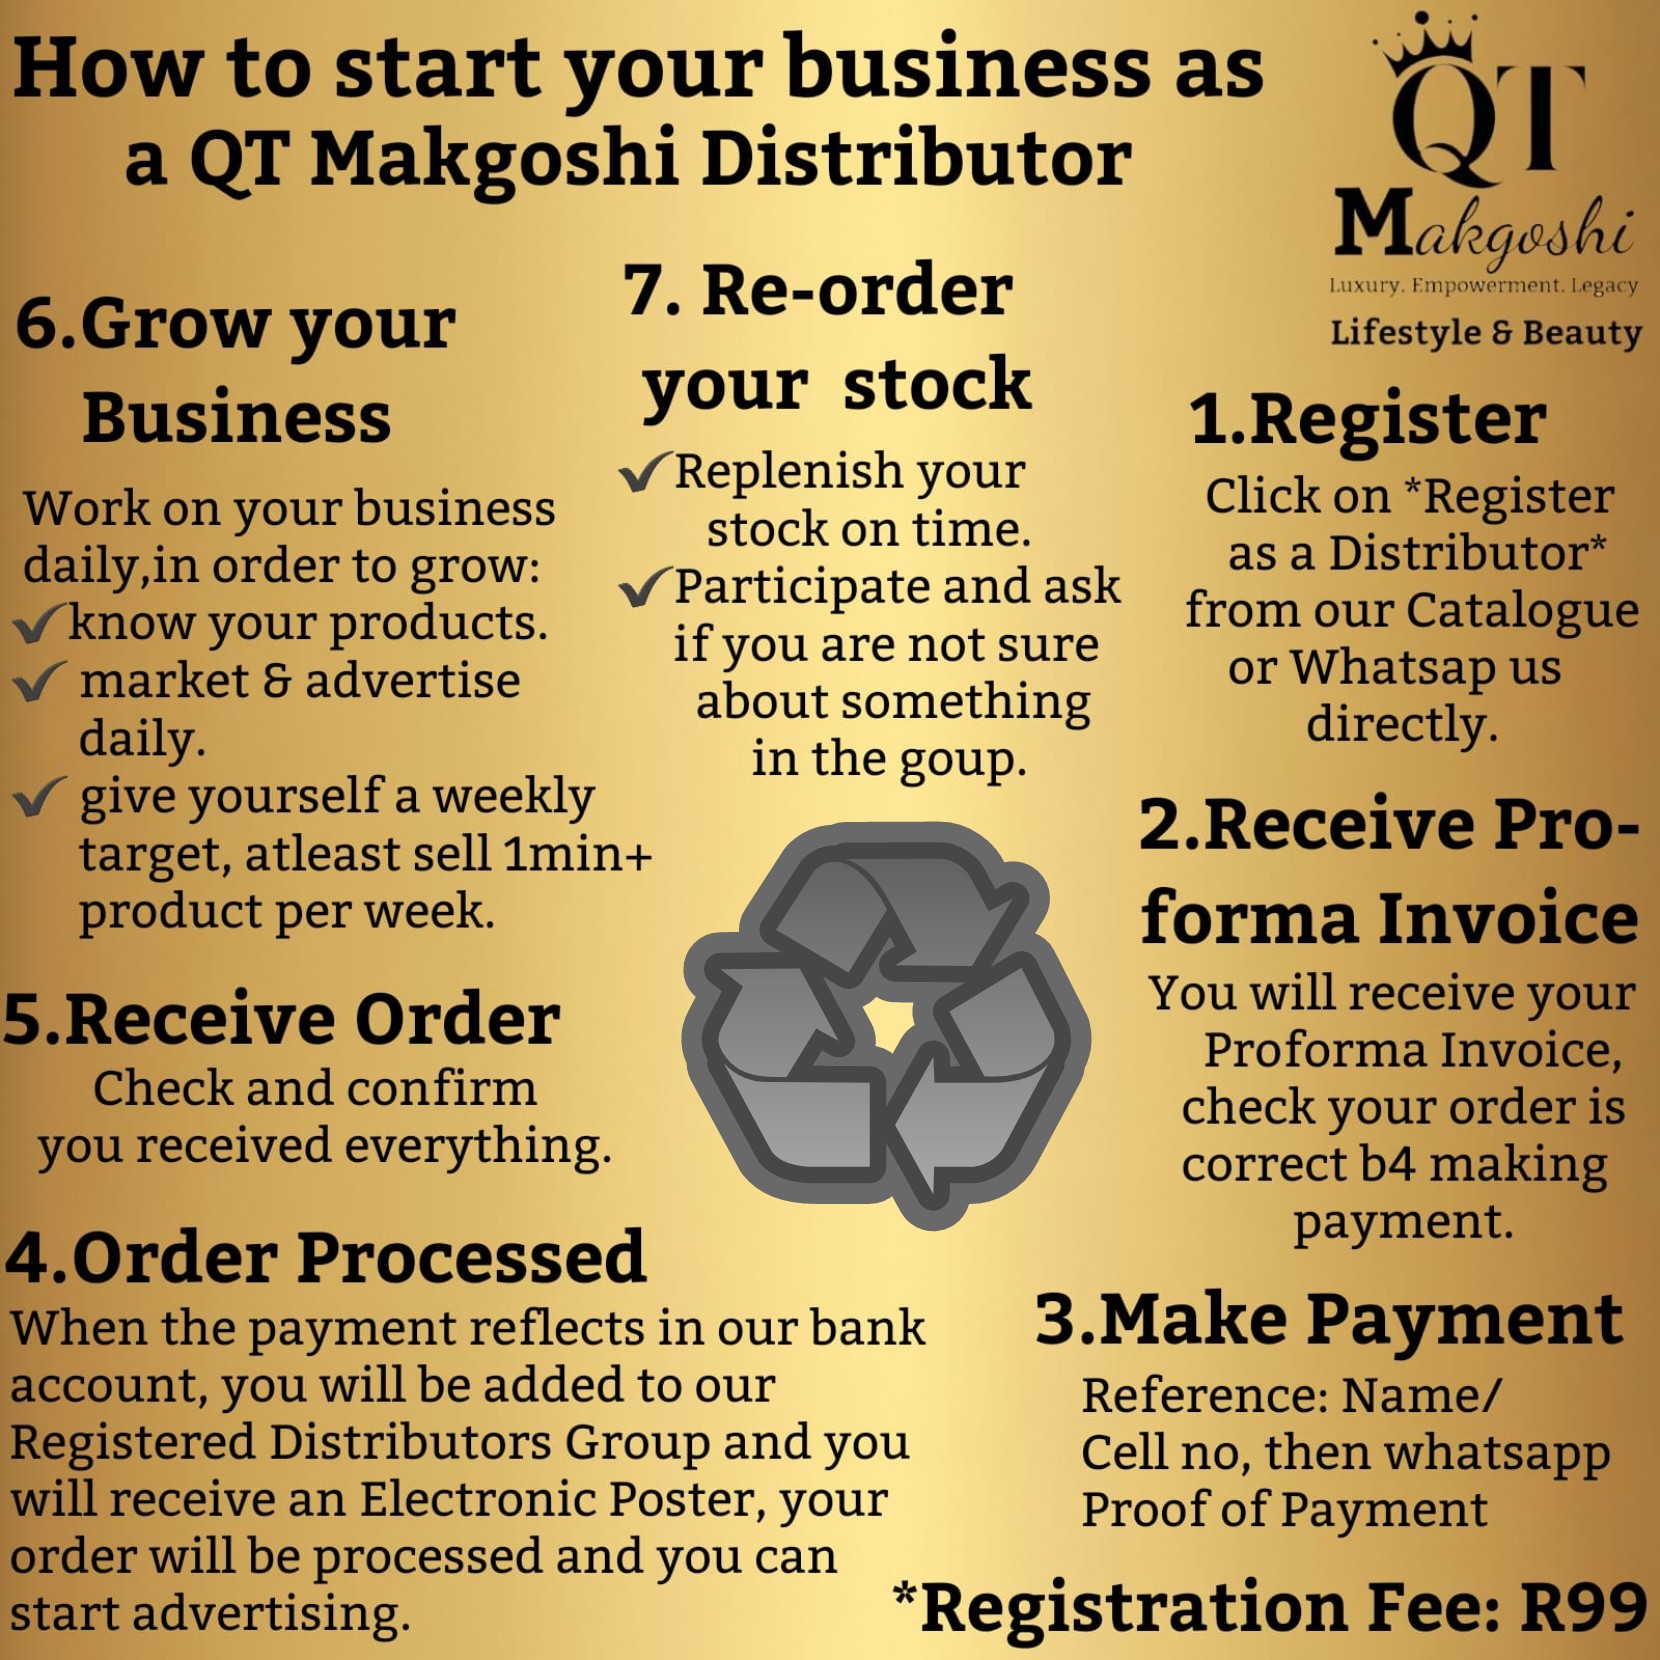 How to start your business as
a QT Makgoshi Distributor
QT
Makgoshi
Luxury. Empowerment. Legacy
Lifestyle & Beauty
1.Register
Click on *Register
as a Distributor*
from our Catalogue
or Whatsap us
directly.
2.Receive Pro-
forma Invoice
You will receive your
Proforma Invoice,
check your order is
correct b4 making
payment.
3.Make Payment
Reference: Name/
Cell no, then whatsapp
Proof of Payment
*Registration Fee: R99
4.Order Processed
When the payment reflects in our bank
account, you will be added to our
Registered Distributors Group and you
will receive an Electronic Poster, your
order will be processed and you can
start advertising.
5.Receive Order
Check and confirm
you received everything.
6.Grow your
Business
Work on your business
daily,in order to grow:
✓know your products.
✓ market & advertise
daily.
✓ give yourself a weekly
target, atleast sell 1min+
product per week.
7. Re-order
your stock
✓Replenish your
stock on time.
✓Participate and ask
if you are not sure
about something
in the goup.